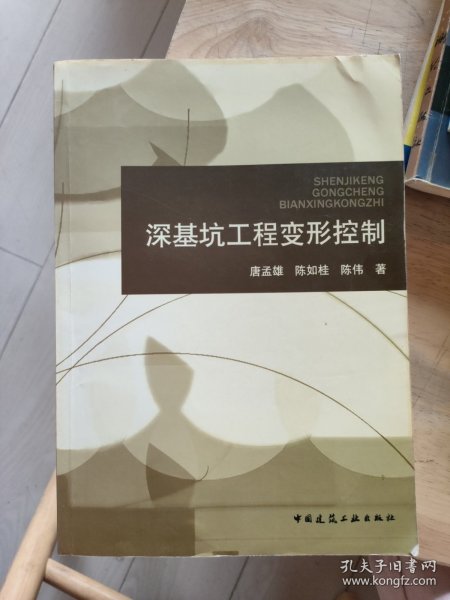 SHENJIKENG
GONGCHENG
BIANXINGKONGZHI
深基坑工程变形控制
唐孟雄 陈如桂 陈伟 著
中国建筑工业出版社
孔夫子旧书网
www.kongfz.com